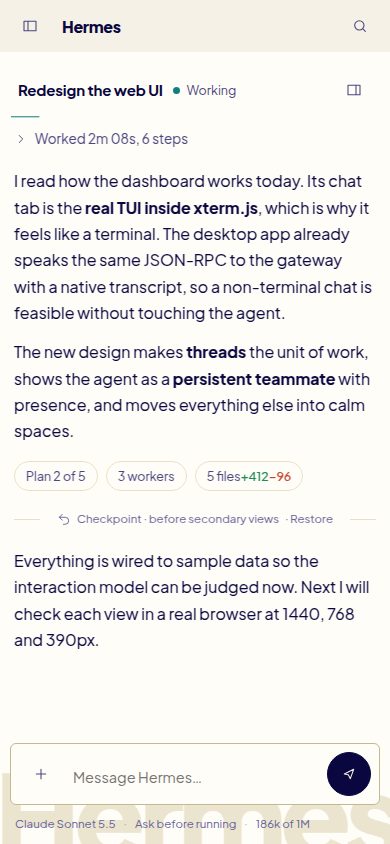 Hermes
Redesign the web UI Working
Worked 2m 08s, 6 steps
I read how the dashboard works today. Its chat
tab is the real TUI inside xterm.js, which is why it
feels like a terminal. The desktop app already
speaks the same JSON-RPC to the gateway
with a native transcript, so a non-terminal chat is
feasible without touching the agent.
The new design makes threads the unit of work,
shows the agent as a persistent teammate with
presence, and moves everything else into calm
spaces.
Plan 2 of 5 3 workers 5 files+412−96
Checkpoint · before secondary views · Restore
Everything is wired to sample data so the
interaction model can be judged now. Next I will
check each view in a real browser at 1440, 768
and 390px.
Message Hermes…
Hermes
Claude Sonnet 5.5 · Ask before running · 186k of 1M